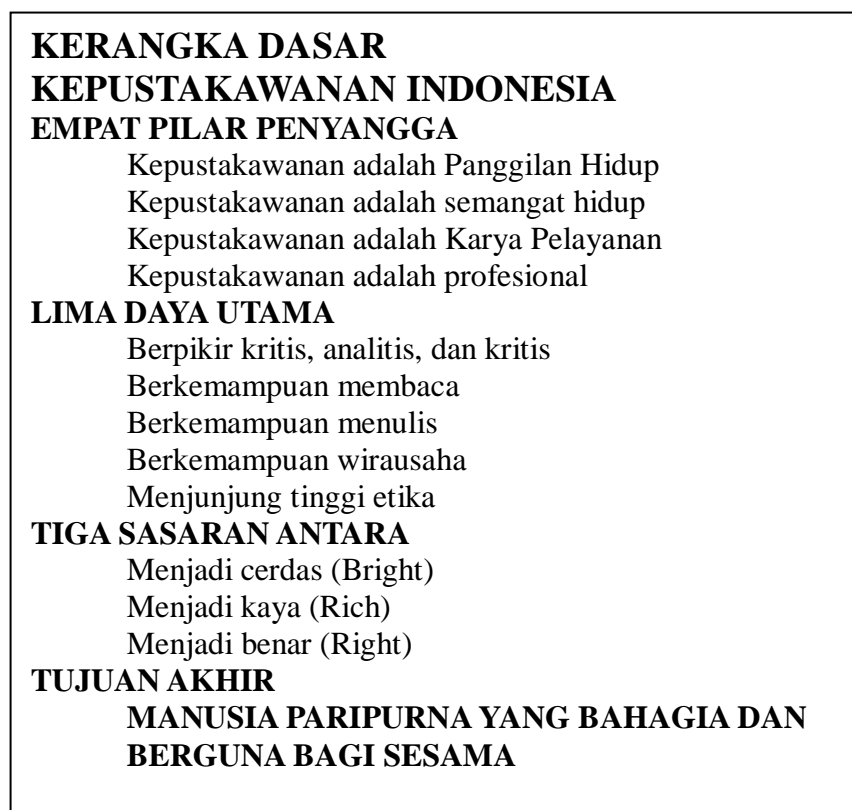 KERANGKA DASAR
KEPUSTAKAWANAN INDONESIA
EMPAT PILAR PENYANGGA
Kepustakawanan adalah Panggilan Hidup
Kepustakawanan adalah semangat hidup
Kepustakawanan adalah Karya Pelayanan
Kepustakawanan adalah profesional
LIMA DAYA UTAMA
Berpikir kritis, analitis, dan kritis
Berkemampuan membaca
Berkemampuan menulis
Berkemampuan wirausaha
Menjunjung tinggi etika
TIGA SASARAN ANTARA
Menjadi cerdas (Bright)
Menjadi kaya (Rich)
Menjadi benar (Right)
TUJUAN AKHIR
MANUSIA PARIPURNA YANG BAHAGIA DAN
BERGUNA BAGI SESAMA